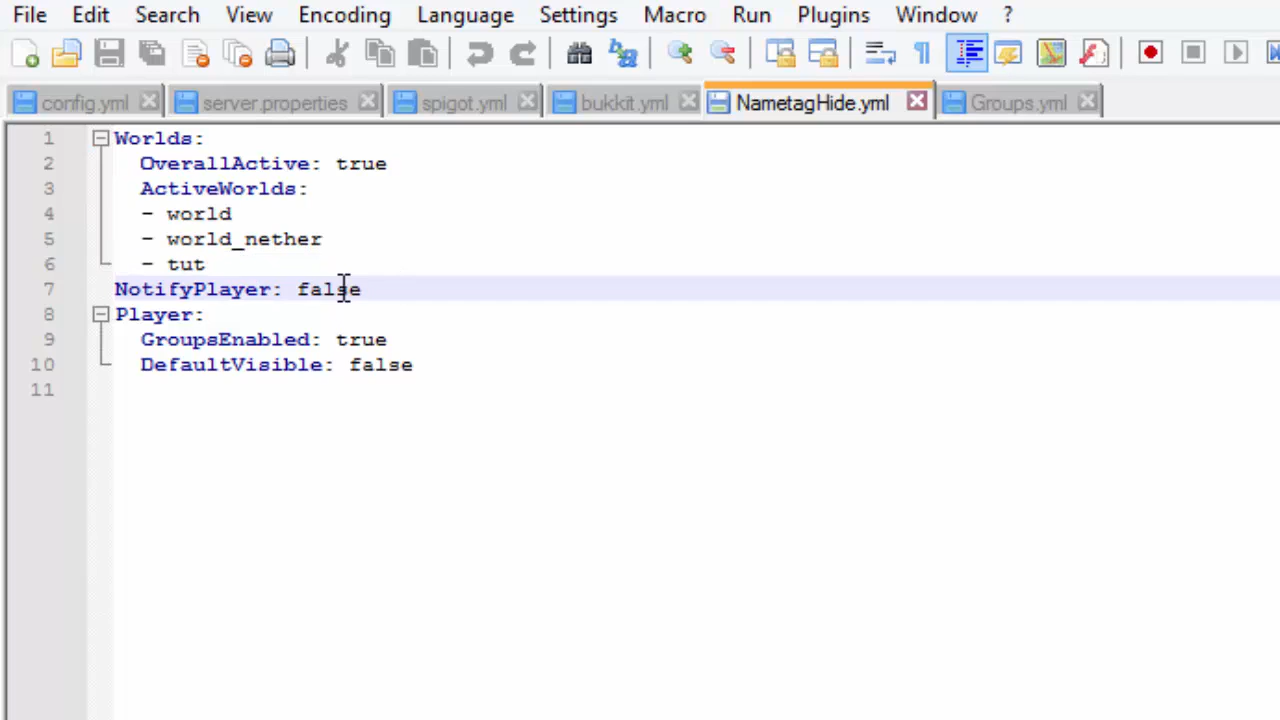 File Edit Search View Encoding Language Settings Macro Run Plugins Window ?
config.yml server.properties spigot.yml bukkit.yml NametagHide.yml Groups.yml
1 Worlds:
2 OverallActive: true
3 ActiveWorlds:
4 - world
5 - world_nether
6 - tut
7 NotifyPlayer: false
8 Player:
9 GroupsEnabled: true
10 DefaultVisible: false
11